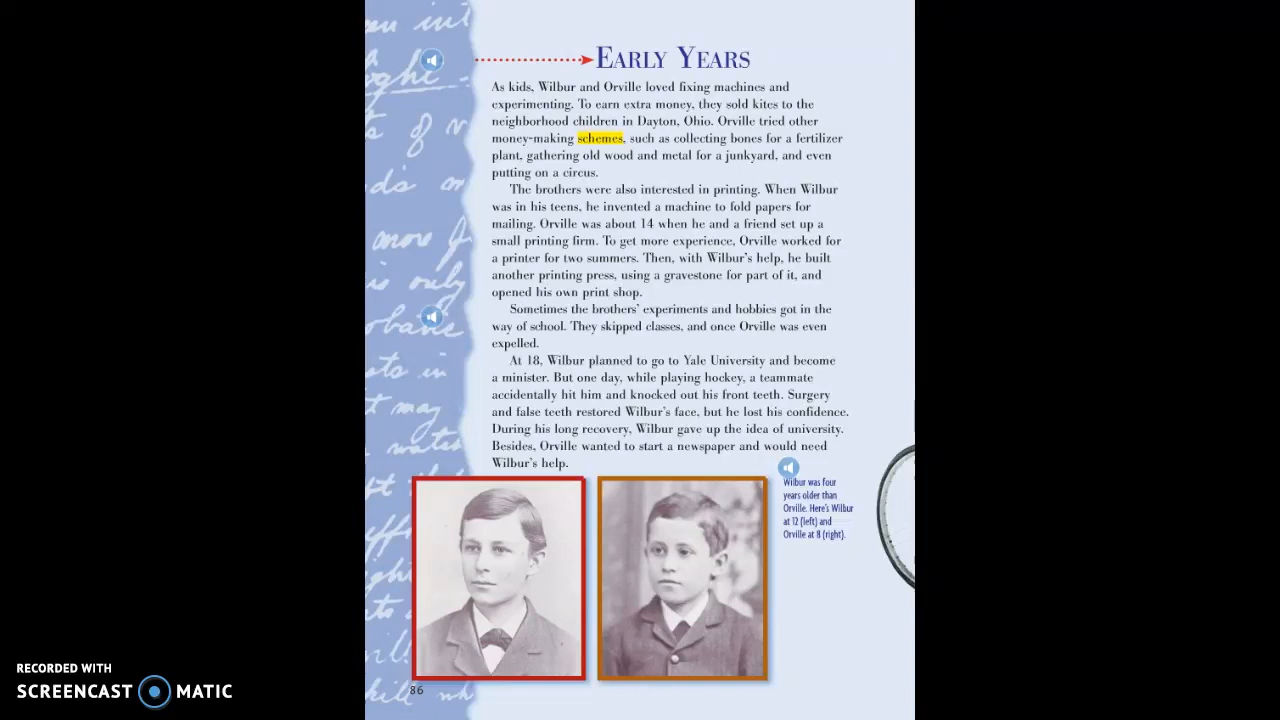 EARLY YEARS
As kids, Wilbur and Orville loved fixing machines and
experimenting. To earn extra money, they sold kites to the
neighborhood children in Dayton, Ohio. Orville tried other
money-making schemes, such as collecting bones for a fertilizer
plant, gathering old wood and metal for a junkyard, and even
putting on a circus.
The brothers were also interested in printing. When Wilbur
was in his teens, he invented a machine to fold papers for
mailing. Orville was about 14 when he and a friend set up a
small printing firm. To get more experience, Orville worked for
a printer for two summers. Then, with Wilbur's help, he built
another printing press, using a gravestone for part of it, and
opened his own print shop.
Sometimes the brothers' experiments and hobbies got in the
way of school. They skipped classes, and once Orville was even
expelled.
At 18, Wilbur planned to go to Yale University and become
a minister. But one day, while playing hockey, a teammate
accidentally hit him and knocked out his front teeth. Surgery
and false teeth restored Wilbur's face, but he lost his confidence.
During his long recovery, Wilbur gave up the idea of university.
Besides, Orville wanted to start a newspaper and would need
Wilbur's help.
Wilbur was four
years older than
Orville. Here's Wilbur
at 12 (left) and
Orville at 8 (right).
86
RECORDED WITH
SCREENCAST MATIC